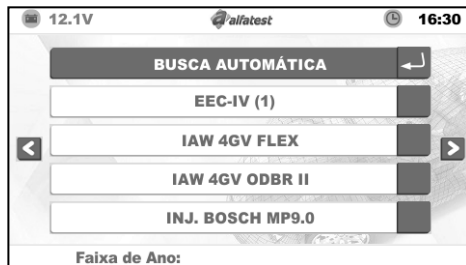 12.1V alfatest 16:30
BUSCA AUTOMÁTICA
EEC-IV (1)
IAW 4GV FLEX
IAW 4GV ODBR II
INJ. BOSCH MP9.0
Faixa de Ano: